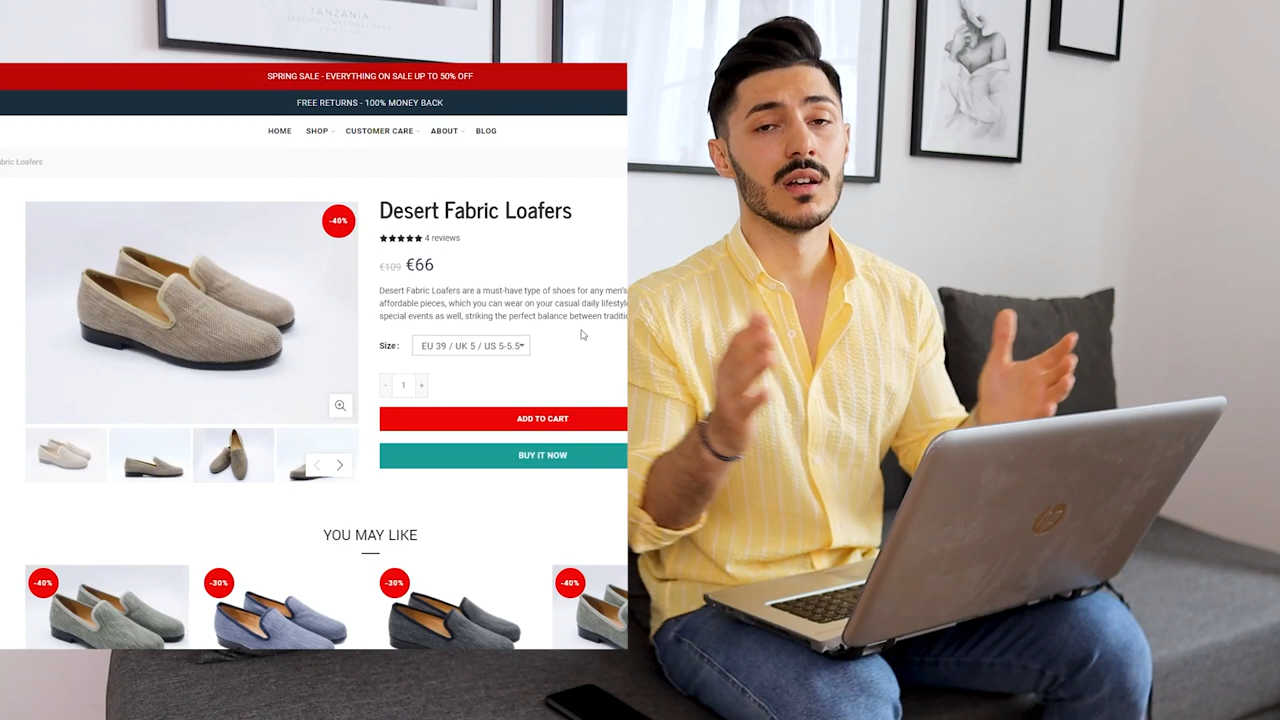 TANZANIA
SPRING SALE - EVERYTHING ON SALE UP TO 50% OFF
FREE RETURNS - 100% MONEY BACK
HOME SHOP CUSTOMER CARE ABOUT BLOG
bric Loafers
-40%
Desert Fabric Loafers
4 reviews
€109 €66
Desert Fabric Loafers are a must-have type of shoes for any men's
affordable pieces, which you can wear on your casual daily lifestyle
special events as well, striking the perfect balance between traditi
Size :
EU 39 / UK 5 / US 5-5.5
- 1 +
ADD TO CART
BUY IT NOW
YOU MAY LIKE
-40%
-30%
-30%
-40%
hp